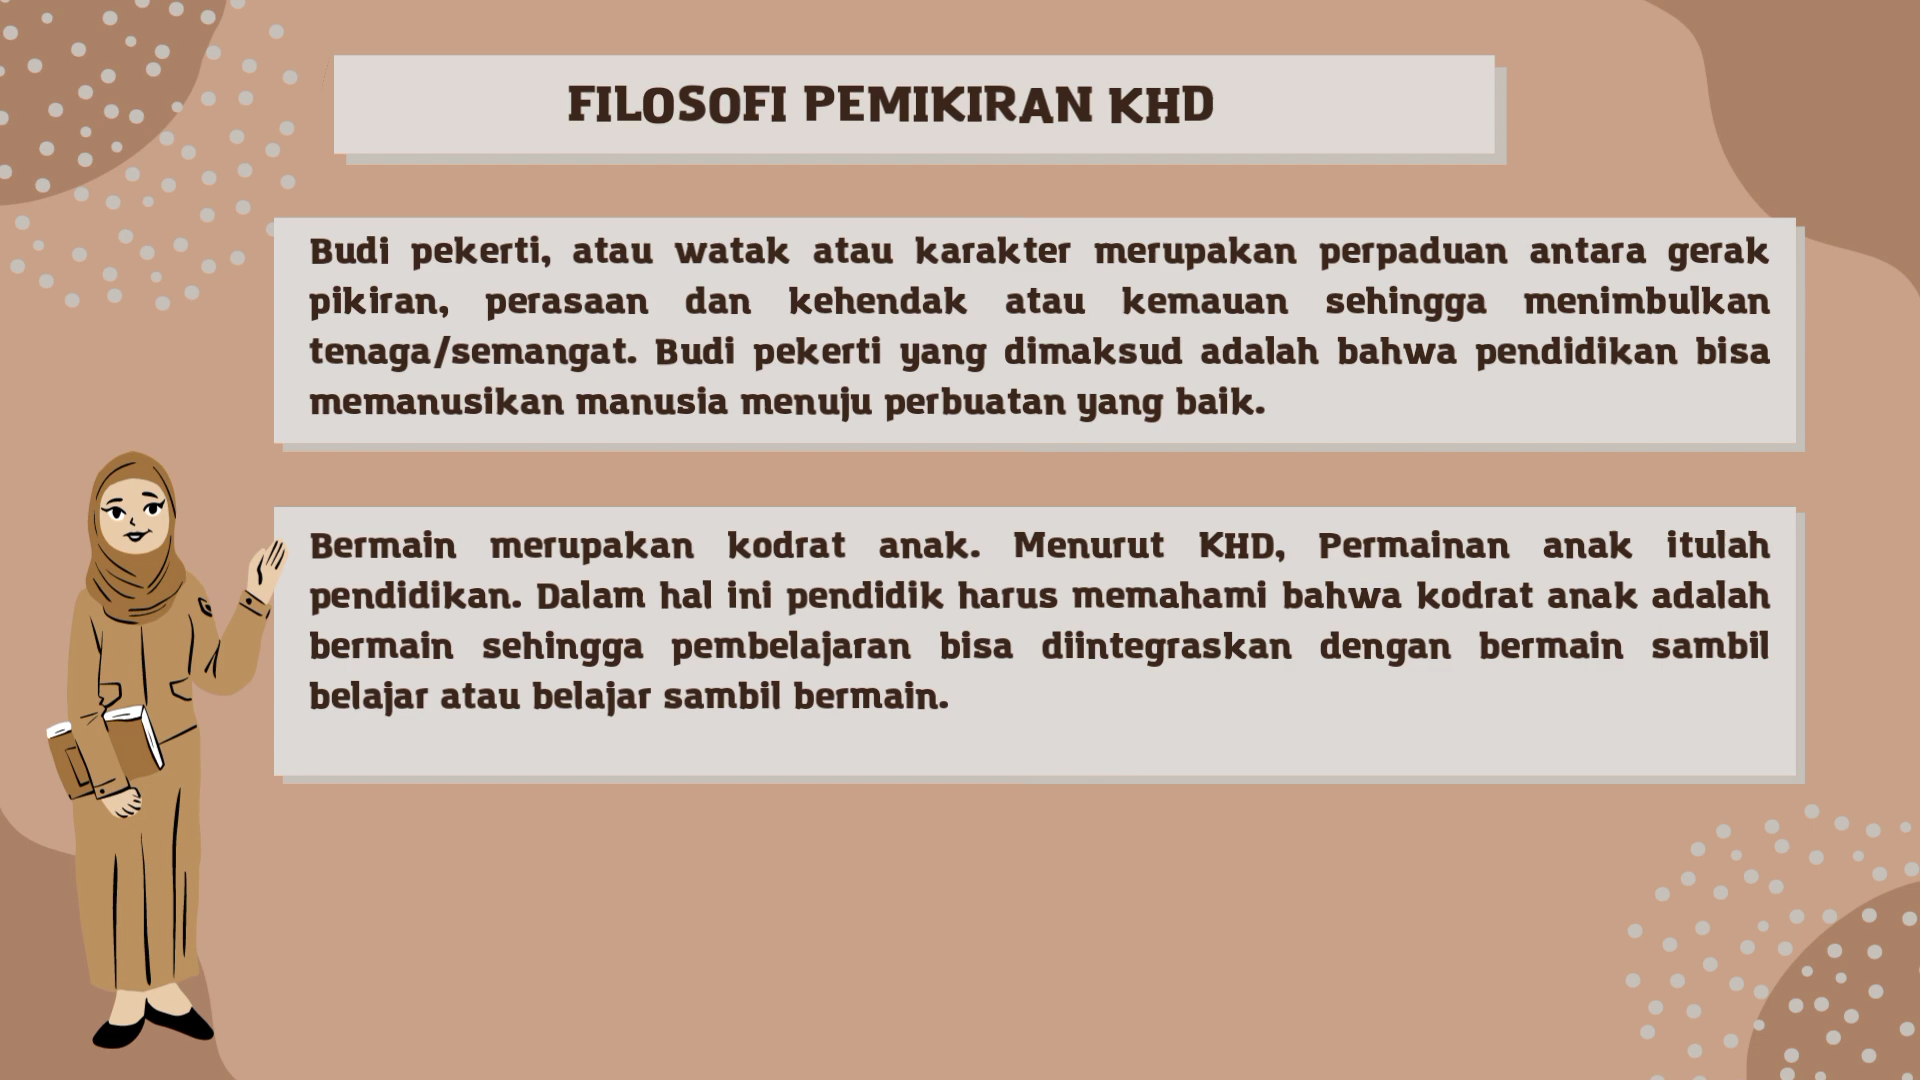 FILOSOFI PEMIKIRAN KHD
Budi pekerti, atau watak atau karakter merupakan perpaduan antara gerak
pikiran, perasaan dan kehendak atau kemauan sehingga menimbulkan
tenaga/semangat. Budi pekerti yang dimaksud adalah bahwa pendidikan bisa
memanusikan manusia menuju perbuatan yang baik.
Bermain merupakan kodrat anak. Menurut KHD, Permainan anak itulah
pendidikan. Dalam hal ini pendidik harus memahami bahwa kodrat anak adalah
bermain sehingga pembelajaran bisa diintegraskan dengan bermain sambil
belajar atau belajar sambil bermain.